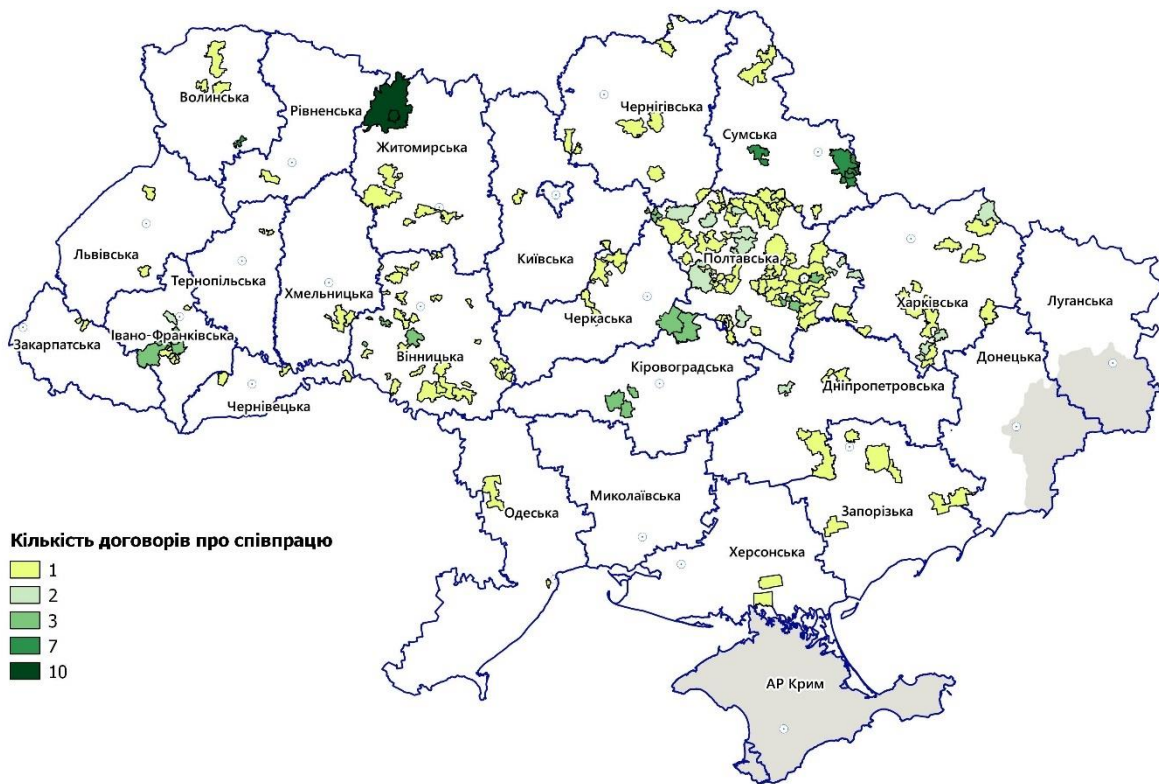 Чернігівська
Сумська
Волинська
Рівненська
Житомирська
Львівська
Тернопільська
Хмельницька
Київська
Полтавська
Харківська
Луганська
Закарпатська
Івано-Франківська
Вінницька
Черкаська
Чернівецька
Кіровоградська
Дніпропетровська
Донецька
Одеська
Миколаївська
Запорізька
Херсонська
АР Крим
Кількість договорів про співпрацю
1
2
3
7
10